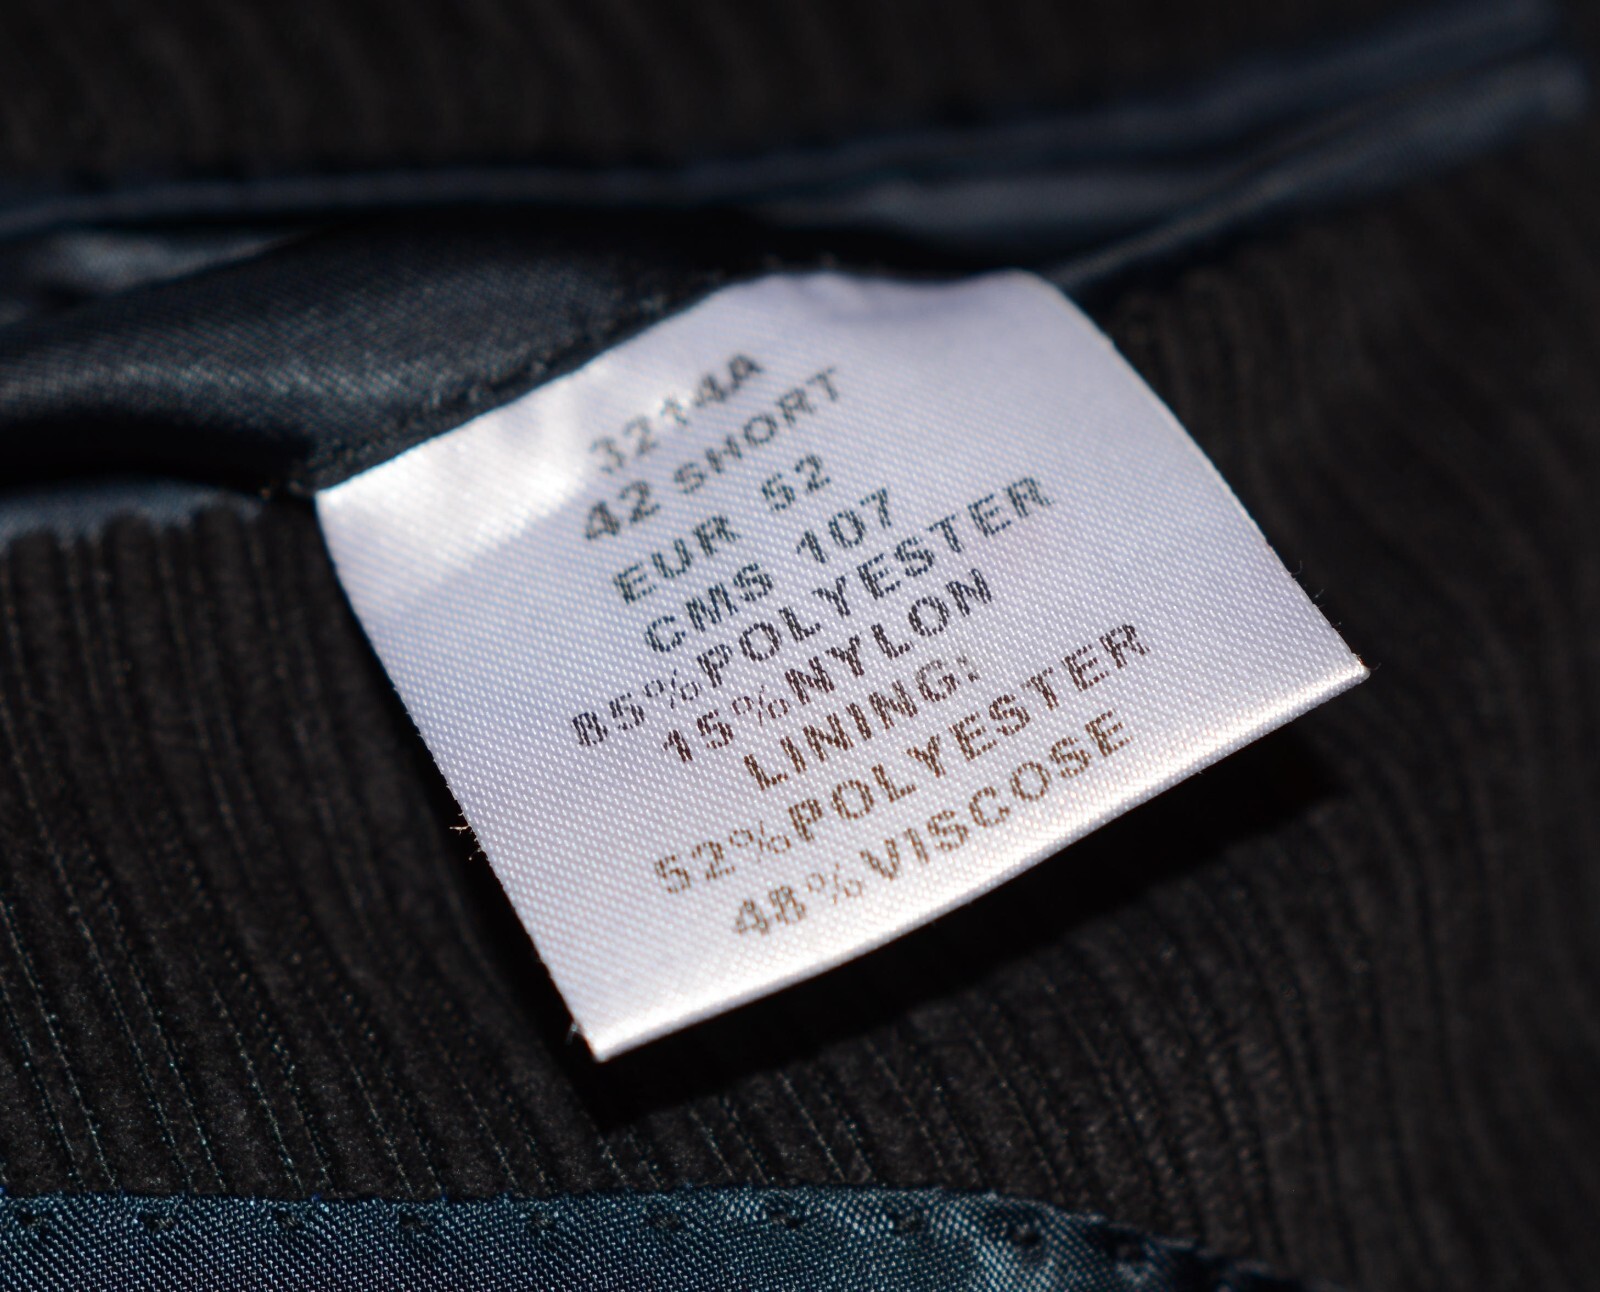 3214A
42 SHORT
EUR 52
CMS 107
85%POLYESTER
15%NYLON
LINING:
52%POLYESTER
48%VISCOSE